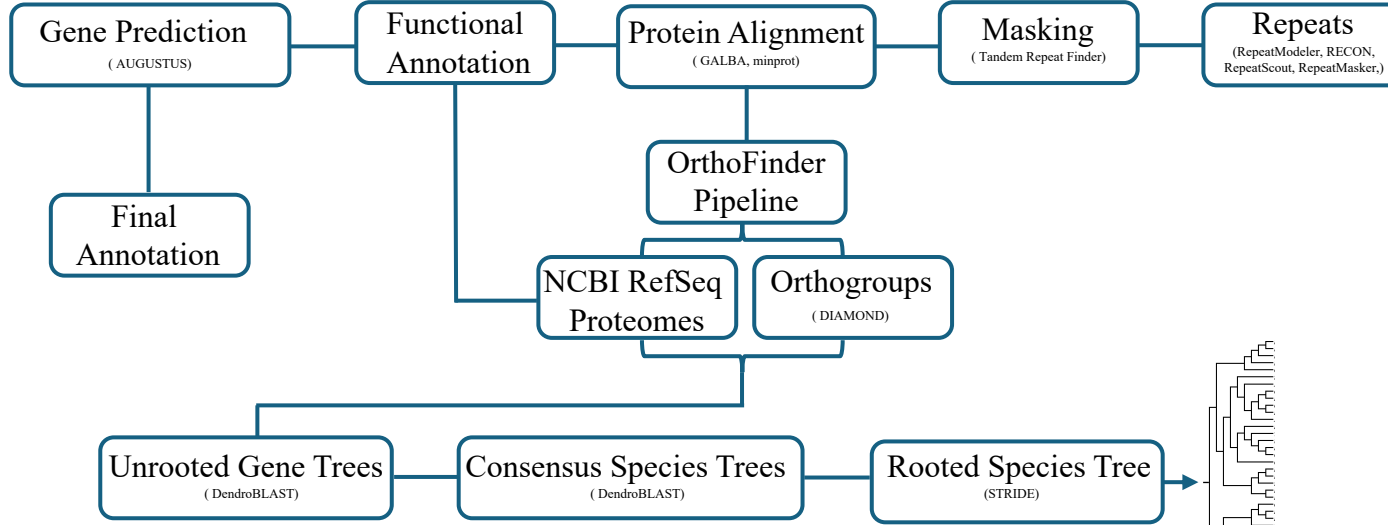 Gene Prediction
( AUGUSTUS)
Functional
Annotation
Protein Alignment
( GALBA, minprot)
Masking
( Tandem Repeat Finder)
Repeats
(RepeatModeler, RECON,
RepeatScout, RepeatMasker,)
OrthoFinder
Pipeline
Final
Annotation
NCBI RefSeq
Proteomes
Orthogroups
( DIAMOND)
Unrooted Gene Trees
( DendroBLAST)
Consensus Species Trees
( DendroBLAST)
Rooted Species Tree
(STRIDE)